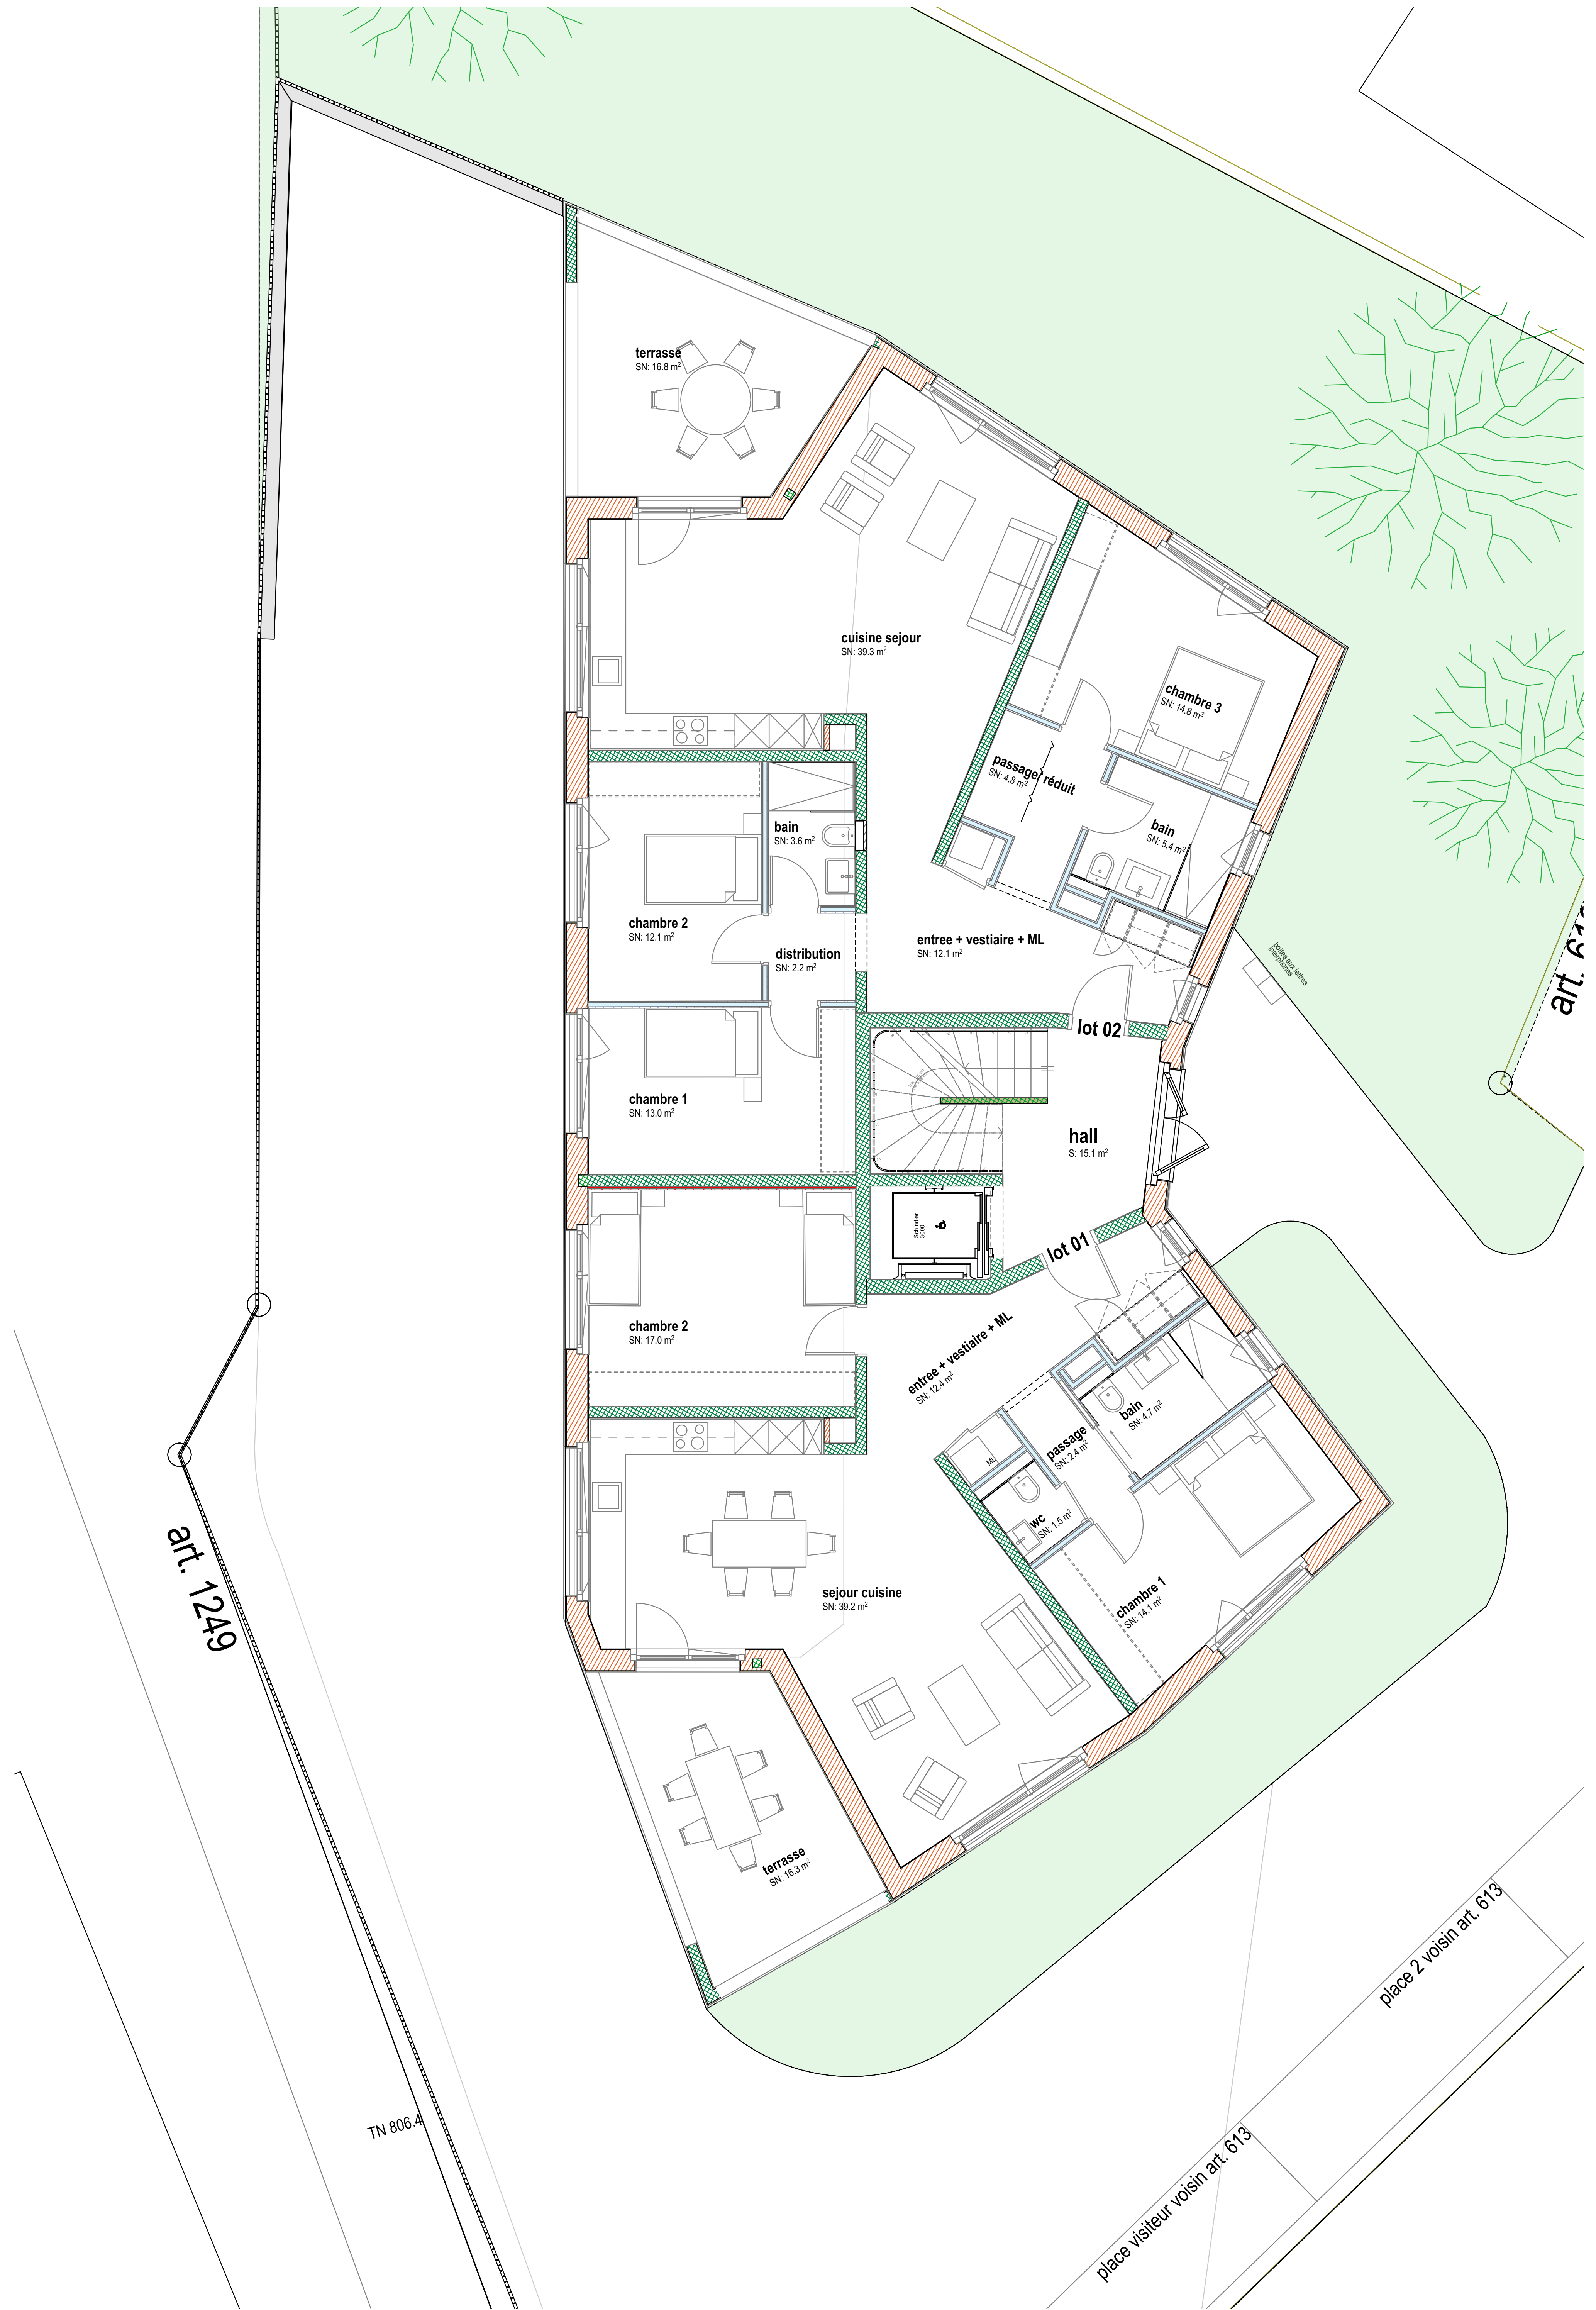 terrasse
SN: 16.8 m²
cuisine sejour
SN: 39.3 m²
chambre 3
SN: 14.8 m²
passage/ réduit
SN: 4.8 m²
bain
SN: 3.6 m²
bain
SN: 5.4 m²
chambre 2
SN: 12.1 m²
distribution
SN: 2.2 m²
entree + vestiaire + ML
SN: 12.1 m²
boîtes aux lettres
interphones
lot 02
chambre 1
SN: 13.0 m²
hall
S: 15.1 m²
Schindler
3000
lot 01
chambre 2
SN: 17.0 m²
entree + vestiaire + ML
SN: 12.4 m²
bain
SN: 4.7 m²
passage
SN: 2.4 m²
ML
wc
SN: 1.5 m²
sejour cuisine
SN: 39.2 m²
chambre 1
SN: 14.1 m²
art. 1249
terrasse
SN: 16.3 m²
place 2 voisin art. 613
TN 806.4
place visiteur voisin art. 613